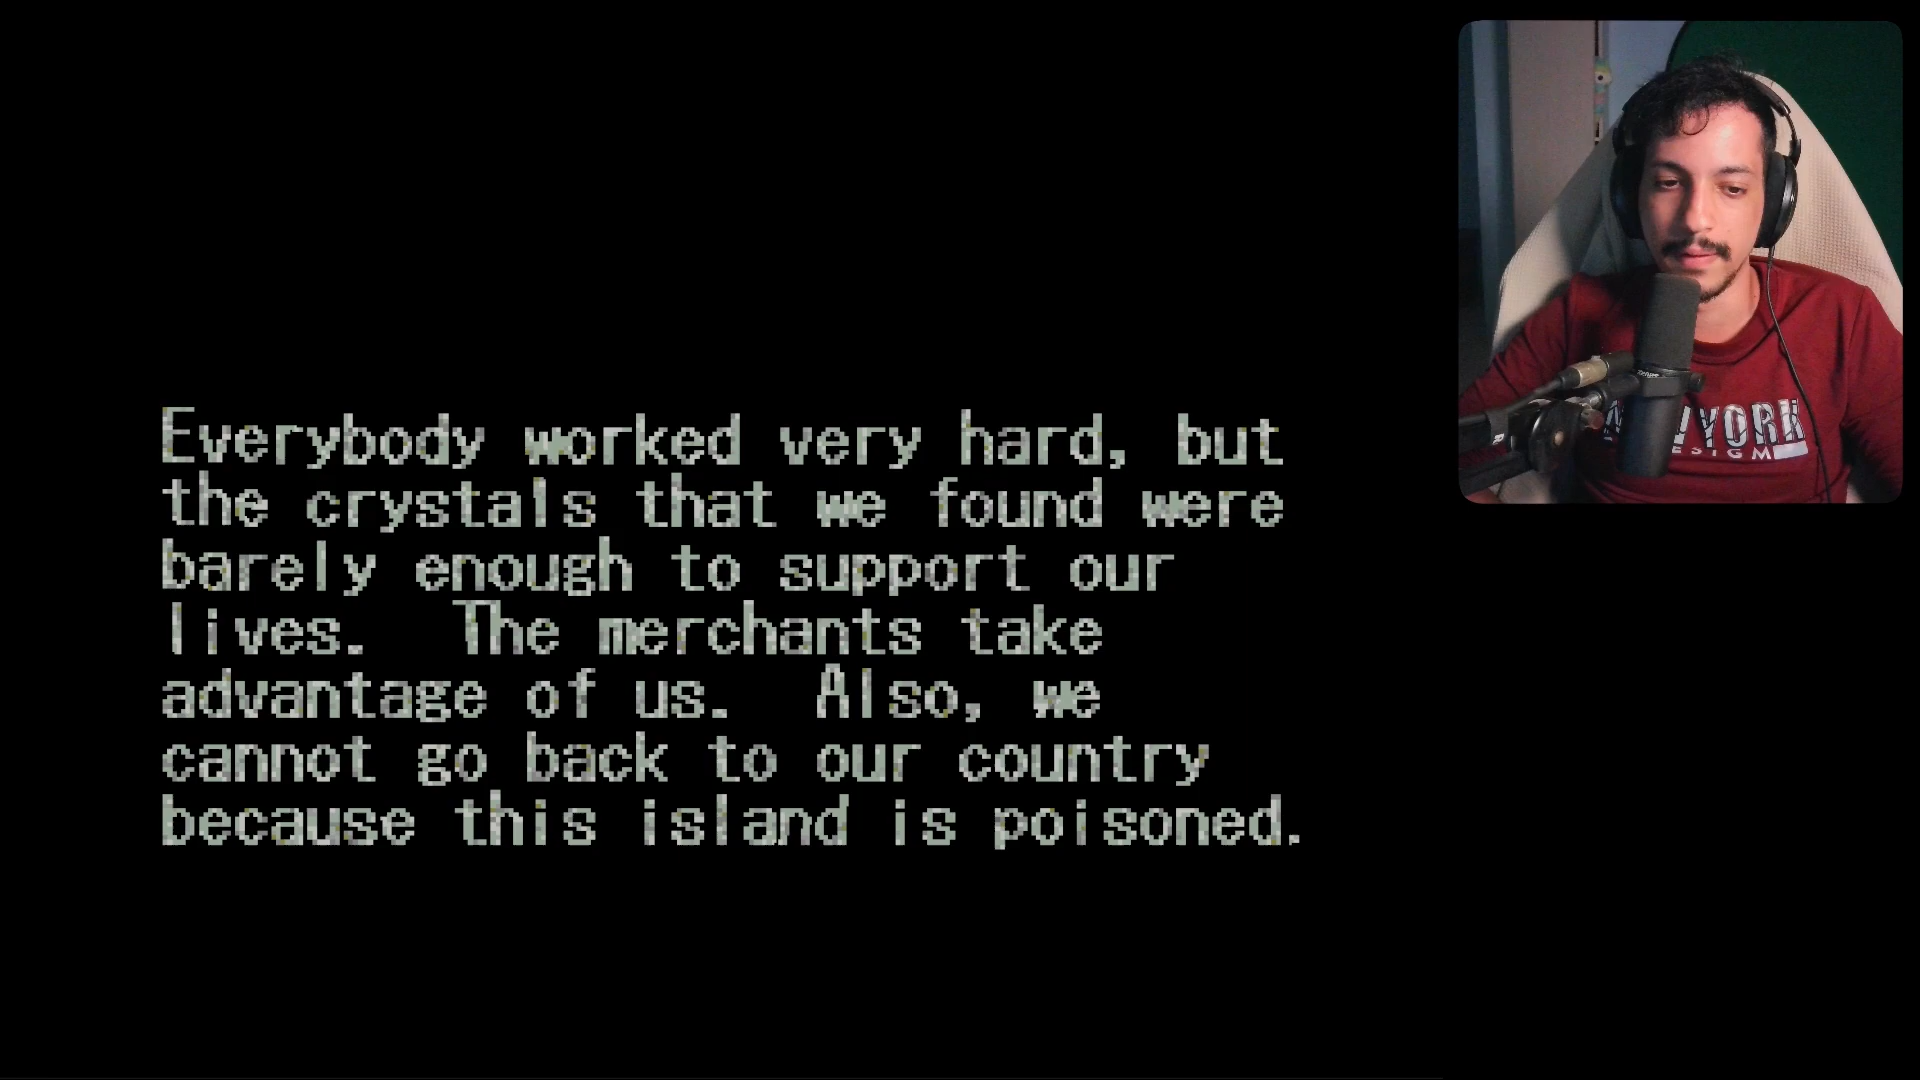 Everybody worked very hard, but
the crystals that we found were
barely enough to support our
lives.  The merchants take
advantage of us.  Also, we
cannot go back to our country
because this island is poisoned.